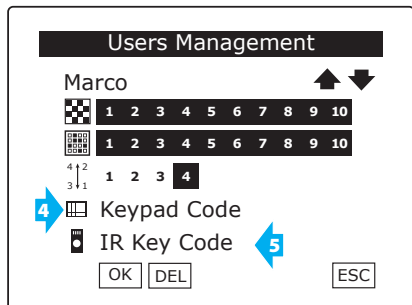 Users Management
Marco
1 2 3 4 5 6 7 8 9 10
1 2 3 4 5 6 7 8 9 10
4 2
3 1
1 2 3 4
4 Keypad Code
IR Key Code 5
OK DEL ESC